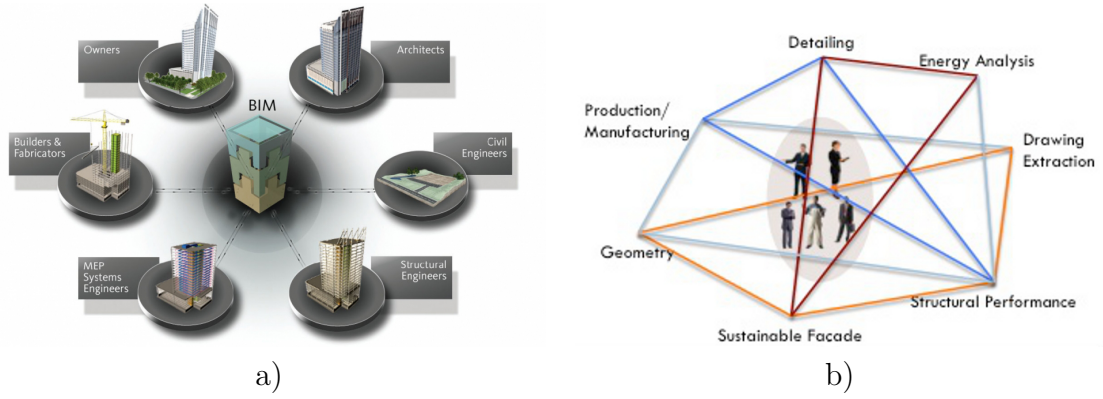 Owners
Architects
BIM
Builders &
Fabricators
Civil
Engineers
MEP
Systems
Engineers
Structural Engineers
a)
Detailing
Energy Analysis
Production/
Manufacturing
Drawing
Extraction
Geometry
Structural Performance
Sustainable Façade
b)